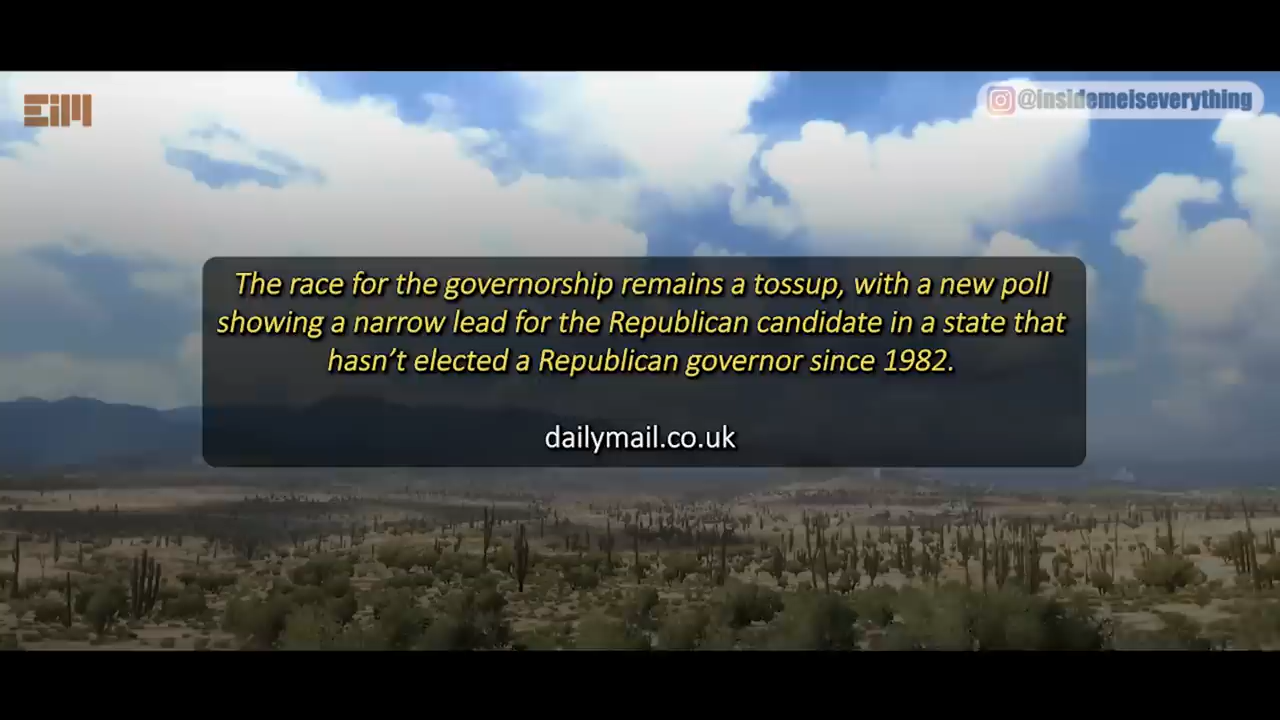 EiM
@insidemeiseverything
The race for the governorship remains a tossup, with a new poll
showing a narrow lead for the Republican candidate in a state that
hasn't elected a Republican governor since 1982.
dailymail.co.uk